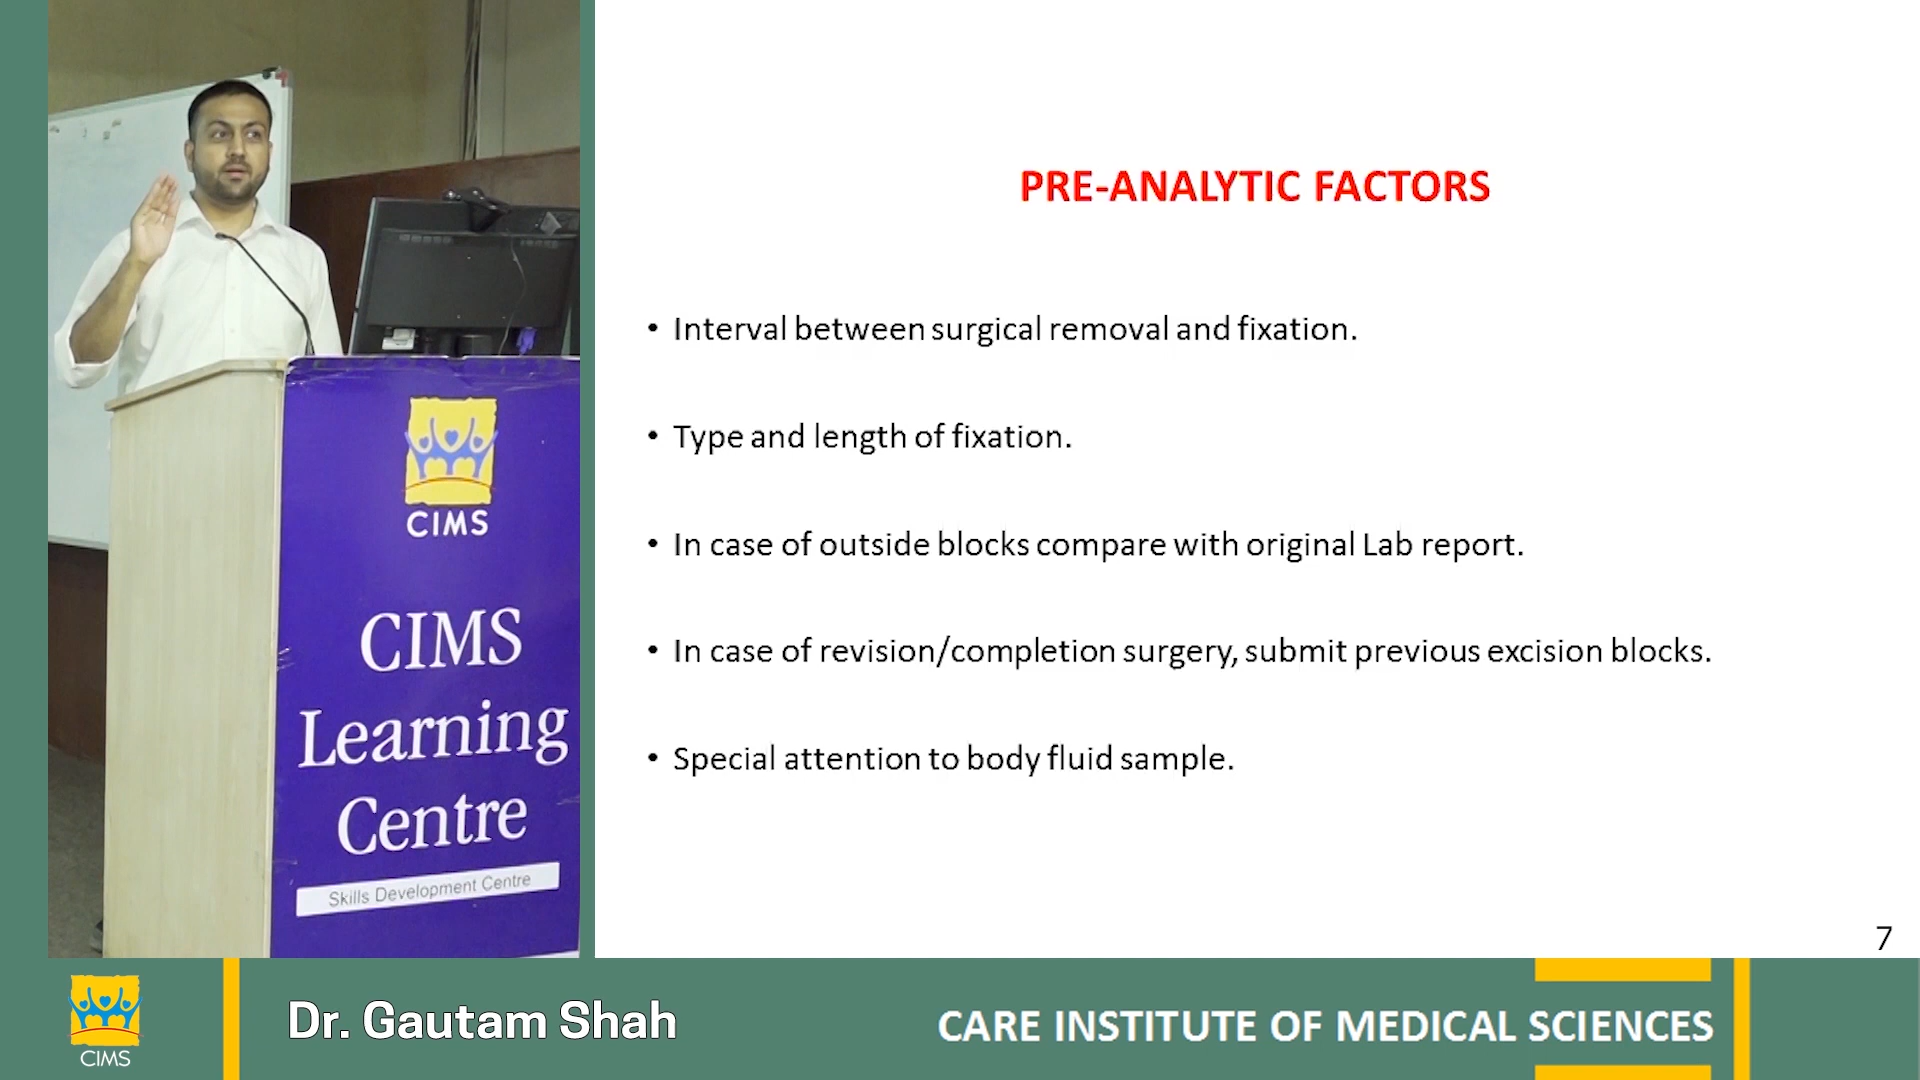 PRE-ANALYTIC FACTORS
• Interval between surgical removal and fixation.
• Type and length of fixation.
• In case of outside blocks compare with original Lab report.
• In case of revision/completion surgery, submit previous excision blocks.
• Special attention to body fluid sample.
7
CIMS
CIMS
Learning
Centre
Skills Development Centre
CIMS
Dr. Gautam Shah
CARE INSTITUTE OF MEDICAL SCIENCES